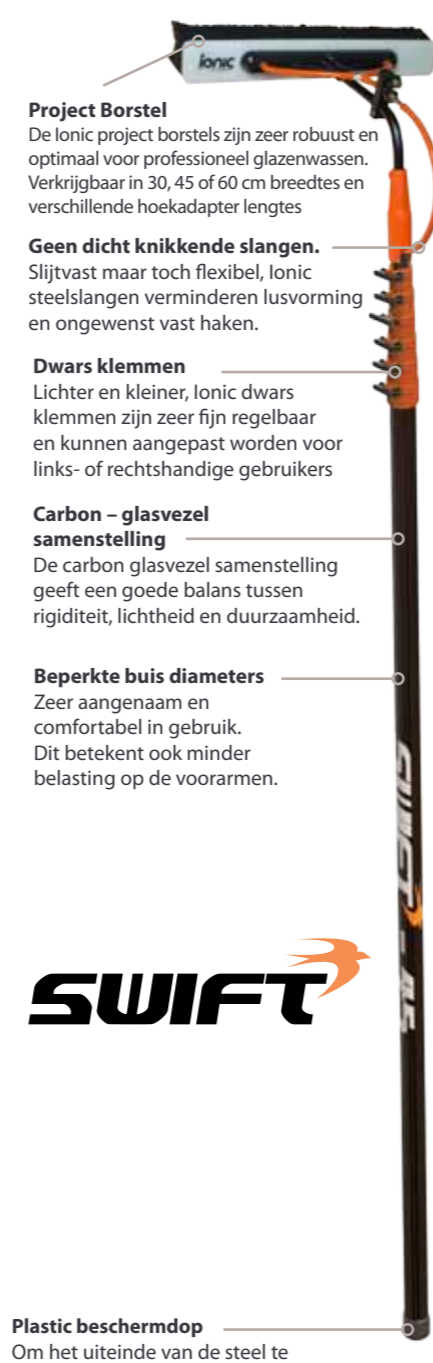 ionic
Project Borstel
De Ionic project borstels zijn zeer robuust en
optimaal voor professioneel glazenwassen.
Verkrijgbaar in 30, 45 of 60 cm breedtes en
verschillende hoekadapter lengtes
Geen dicht knikkende slangen.
Slijtvast maar toch flexibel, Ionic
steelslangen verminderen lusvorming
en ongewenst vast haken.
Dwars klemmen
Lichter en kleiner, Ionic dwars
klemmen zijn zeer fijn regelbaar
en kunnen aangepast worden voor
links- of rechtshandige gebruikers
Carbon – glasvezel
samenstelling
De carbon glasvezel samenstelling
geeft een goede balans tussen
rigiditeit, lichtheid en duurzaamheid.
Beperkte buis diameters
Zeer aangenaam en
comfortabel in gebruik.
Dit betekent ook minder
belasting op de voorarmen.
SWIFT
SWIFT - 45
Plastic beschermdop
Om het uiteinde van de steel te